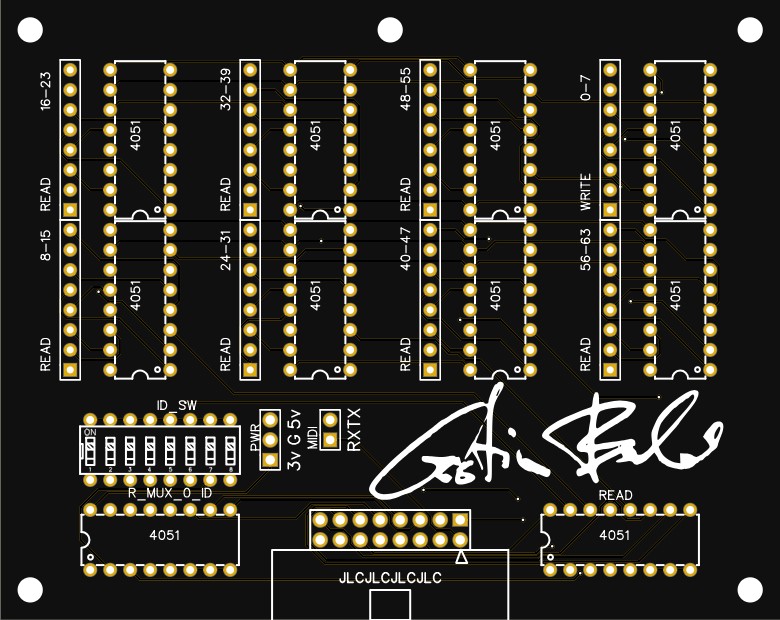 16-23
READ
4051
32-39
READ
4051
48-55
READ
4051
0-7
WRITE
4051
8-15
READ
4051
24-31
READ
4051
40-47
READ
4051
56-63
READ
4051
ID_SW
ON
1 2 3 4 5 6 7 8
PWR
3v G 5v
MIDI
RXTX
R_MUX_0_ID
4051
READ
4051
JLCJLCJLCJLC